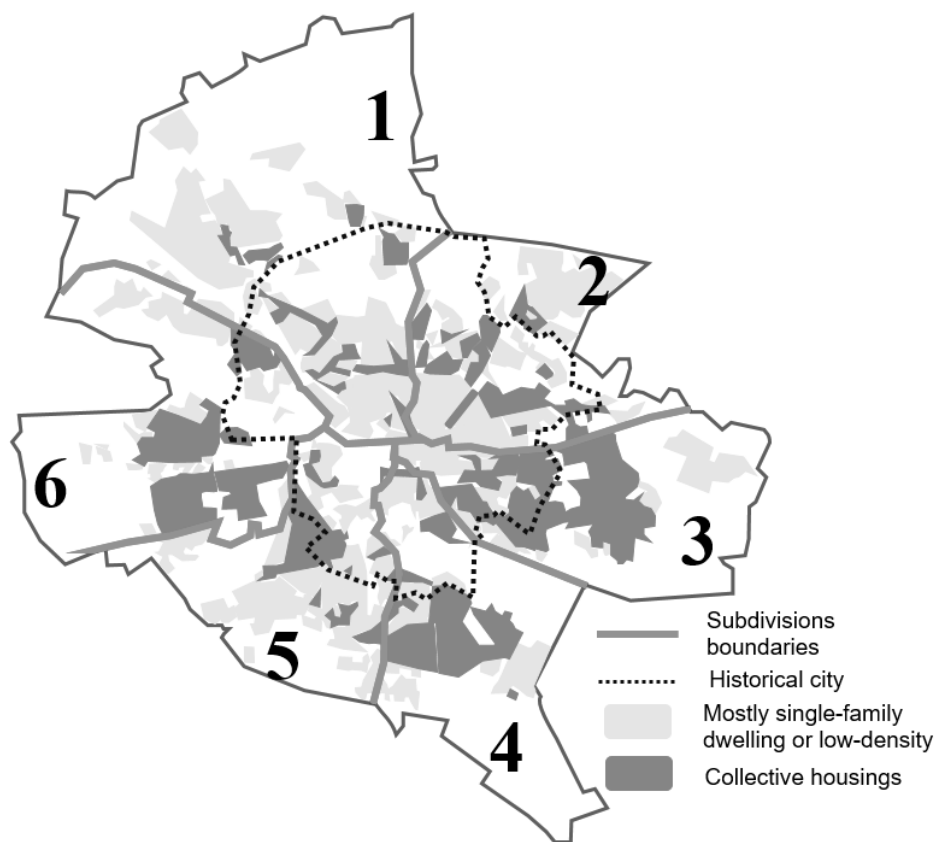 1
2
6
3
5
4
Subdivisions
boundaries
Historical city
Mostly single-family
dwelling or low-density
Collective housings